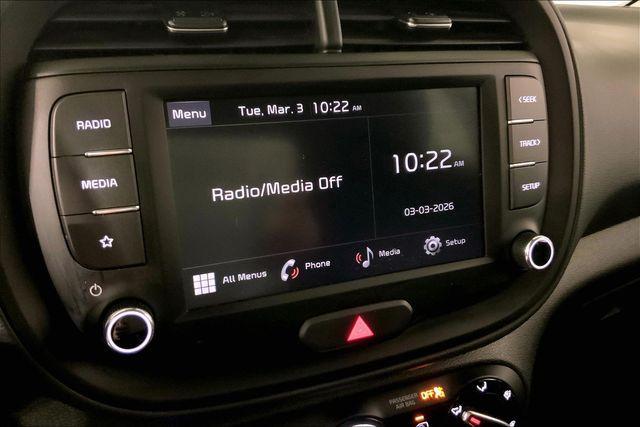 RADIO
MEDIA
Menu
Tue, Mar. 3 10:22 AM
Radio/Media Off
10:22 AM
03-03-2026
All Menus
Phone
Media
Setup
< SEEK
TRACK >
SETUP
PASSENGER
AIR BAG
OFF